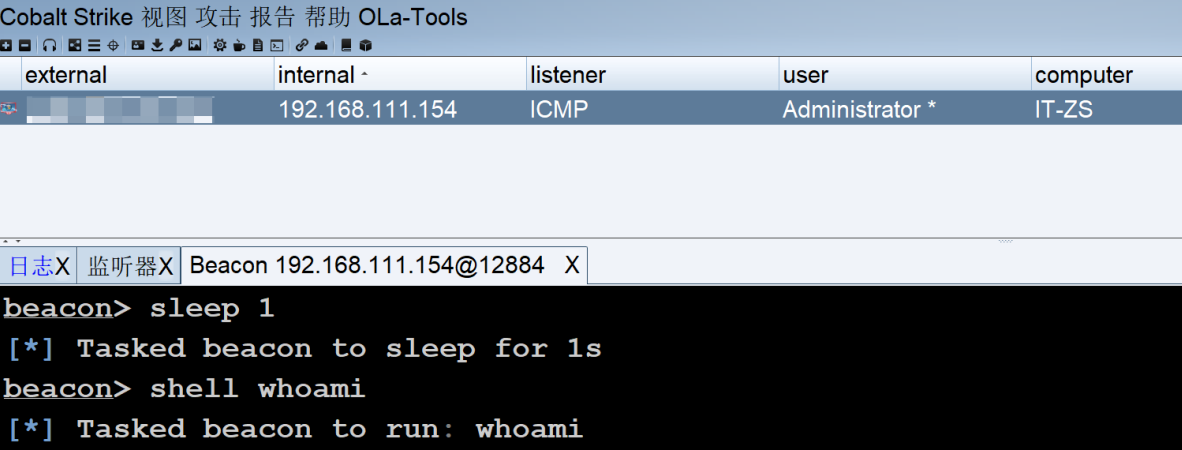 Cobalt Strike 视图 攻击 报告 帮助 OLa-Tools
external internal listener user computer
192.168.111.154 ICMP Administrator * IT-ZS
日志X 监听器X Beacon 192.168.111.154@12884 X
beacon> sleep 1
[*] Tasked beacon to sleep for 1s
beacon> shell whoami
[*] Tasked beacon to run: whoami